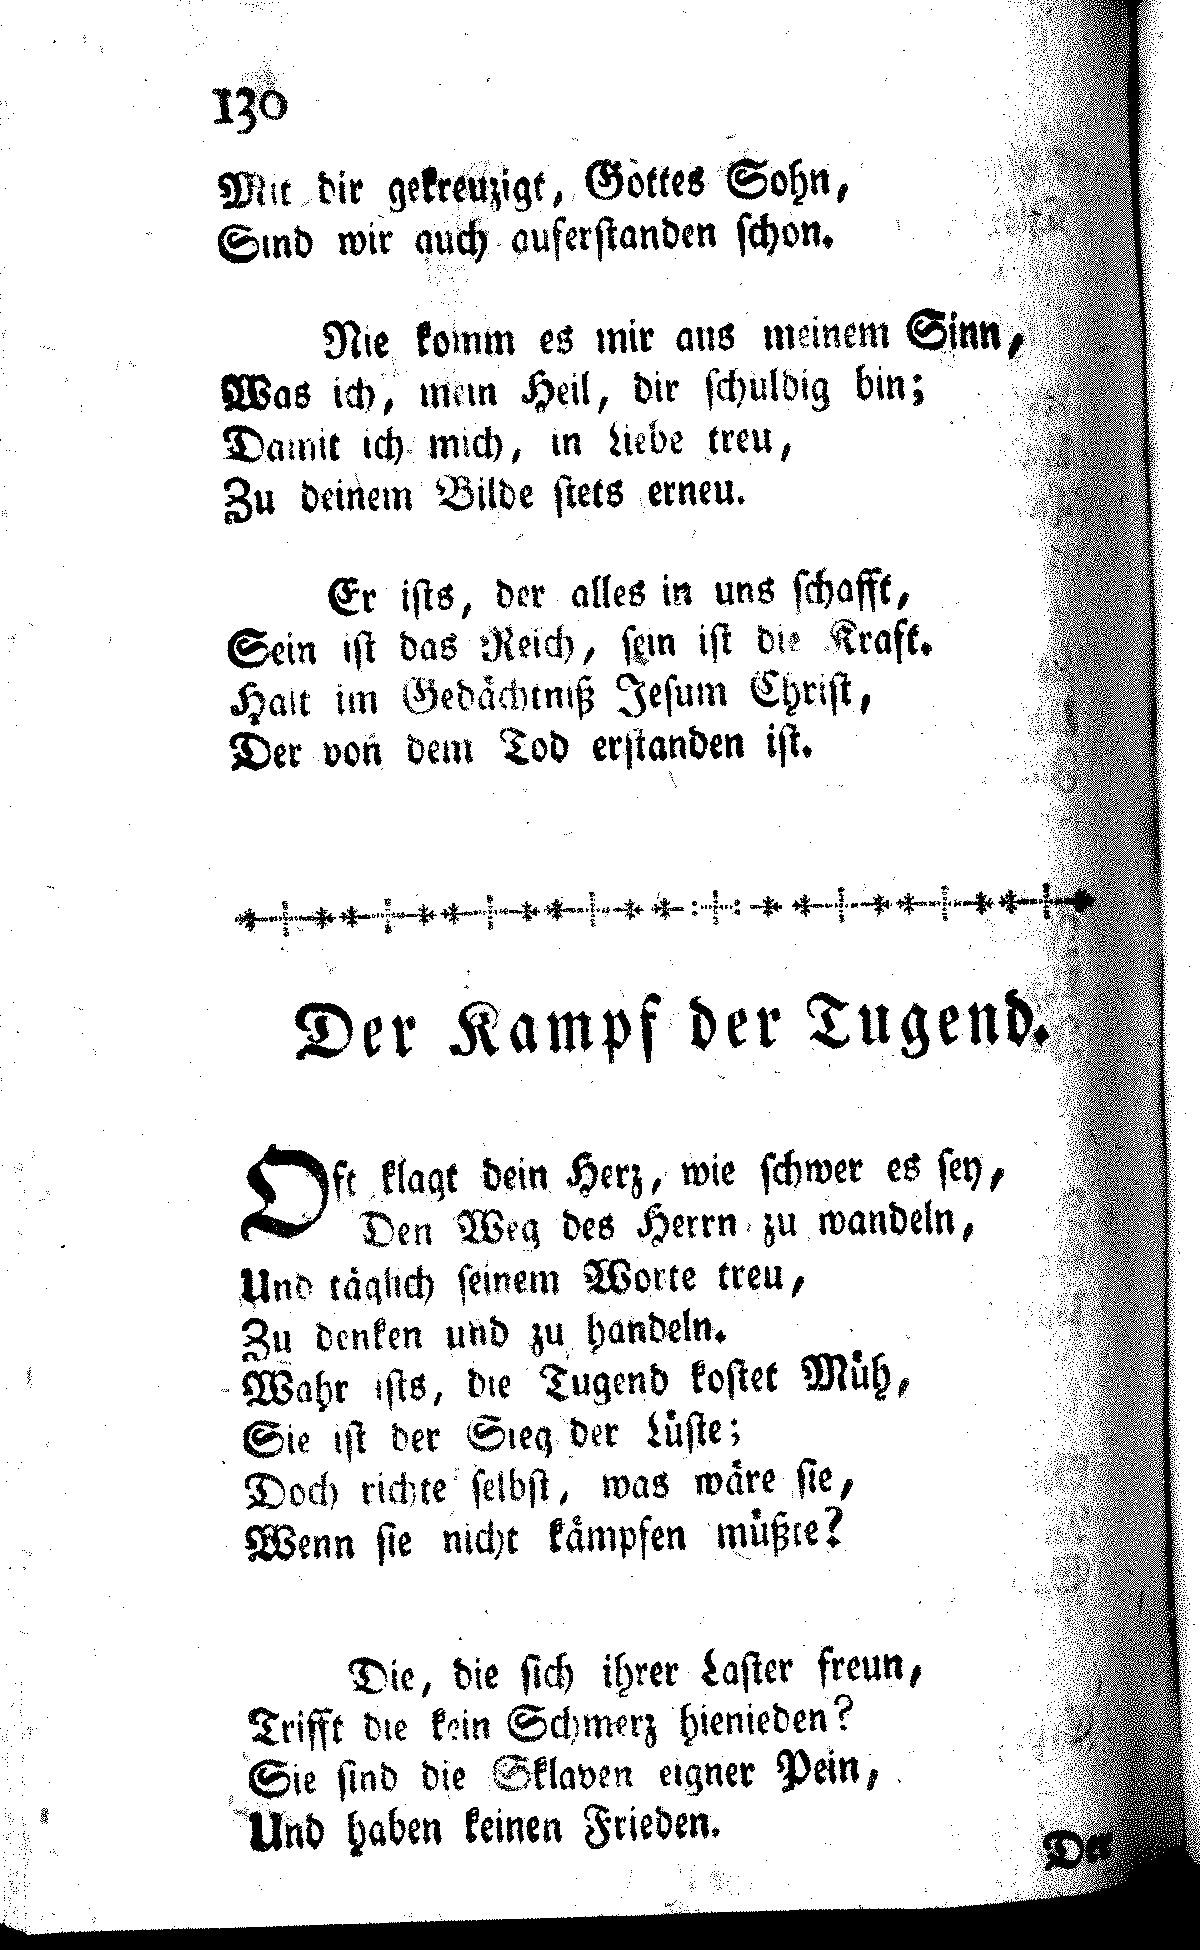 130
Mit dir gekreuzigt, Gottes Sohn,
Sind wir auch auferstanden schon.
Nie komm es mir aus meinem Sinn,
Was ich, mein Heil, dir schuldig bin;
Damit ich mich, in Liebe treu,
Zu deinem Bilde stets erneu.
Er ists, der alles in uns schafft,
Sein ist das Reich, sein ist die Kraft.
Halt im Gedächtniß Jesum Christ,
Der von dem Tod erstanden ist.
Der Kampf der Tugend.
Oft klagt dein Herz, wie schwer es sey,
Den Weg des Herrn zu wandeln,
Und täglich seinem Worte treu,
Zu denken und zu handeln.
Wahr ists, die Tugend kostet Müh,
Sie ist der Sieg der Lüste;
Doch richte selbst, was wäre sie,
Wenn sie nicht kämpfen müßte?
Die, die sich ihrer Laster freun,
Trifft die kein Schmerz hienieden?
Sie sind die Sklaven eigner Pein,
Und haben keinen Frieden.
Der